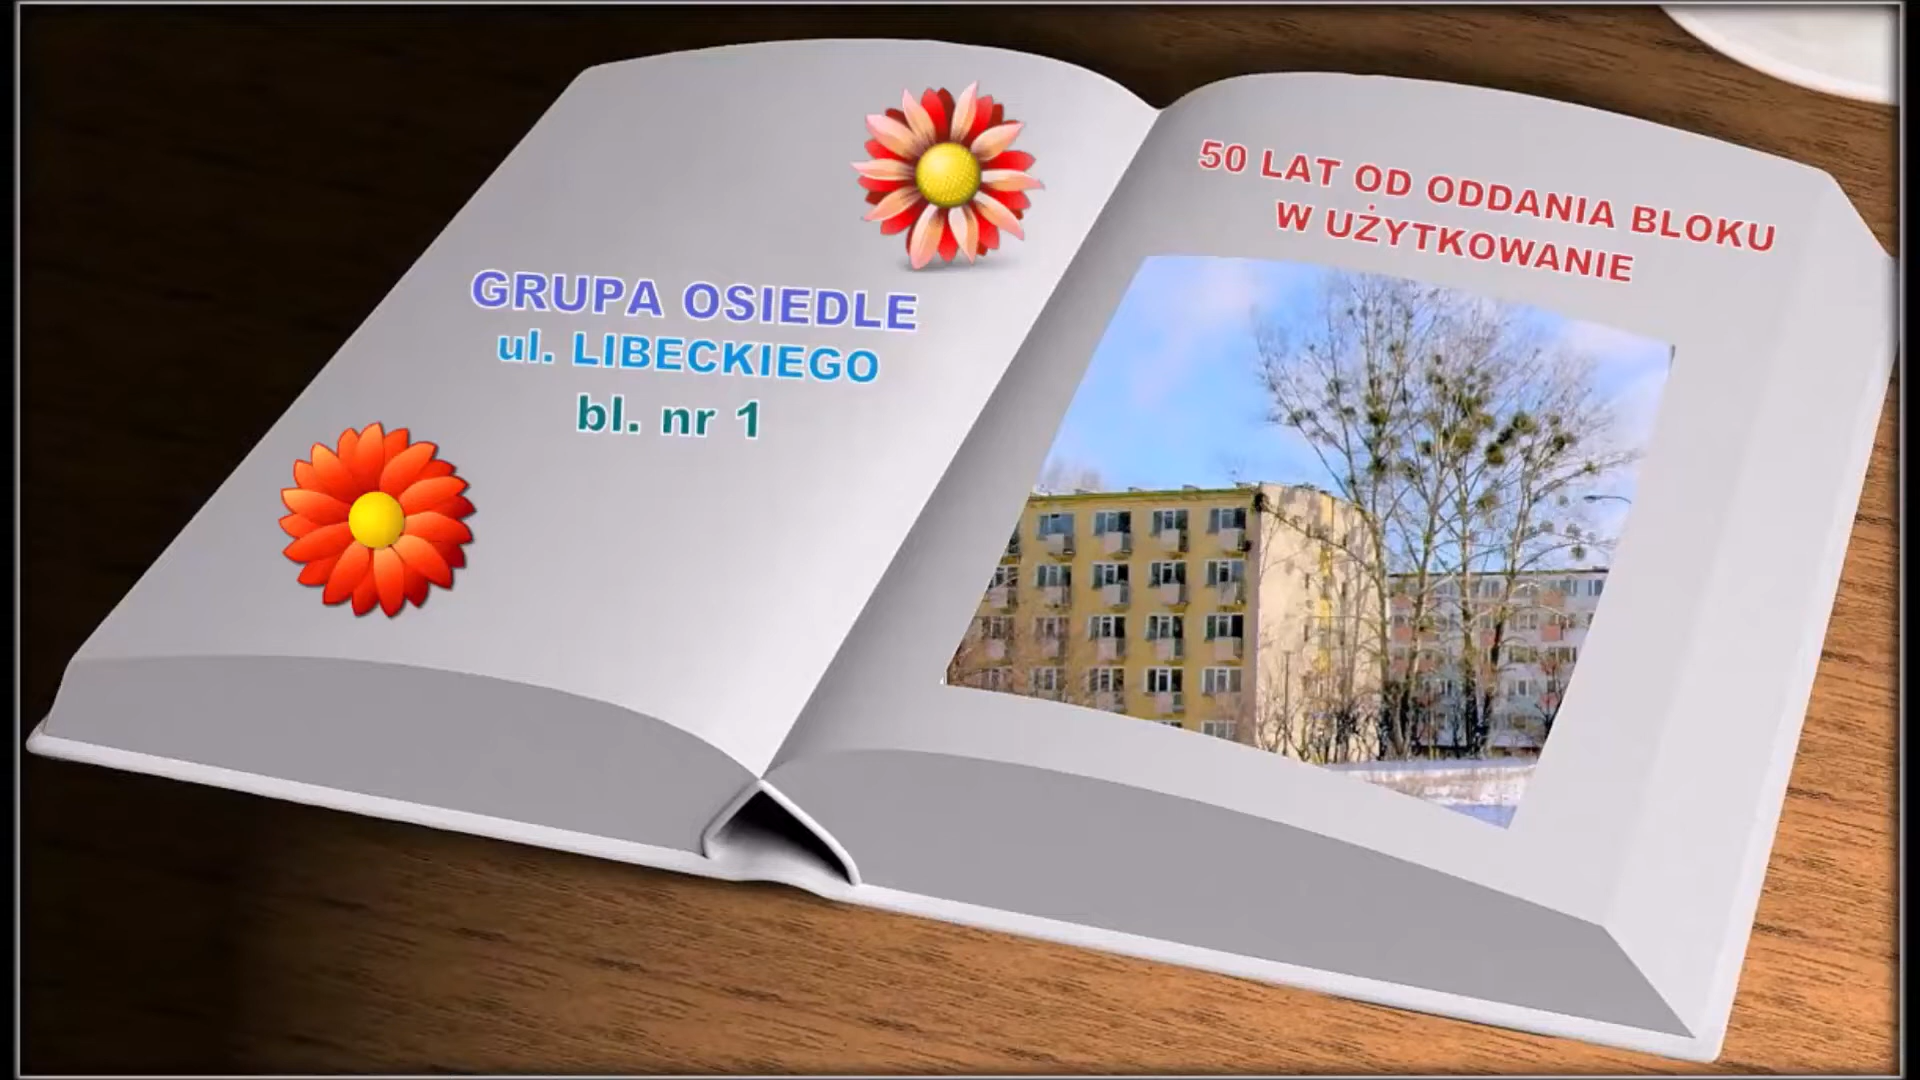 GRUPA OSIEDLE
ul. LIBECKIEGO
bl. nr 1
50 LAT OD ODDANIA BLOKU
W UŻYTKOWANIE